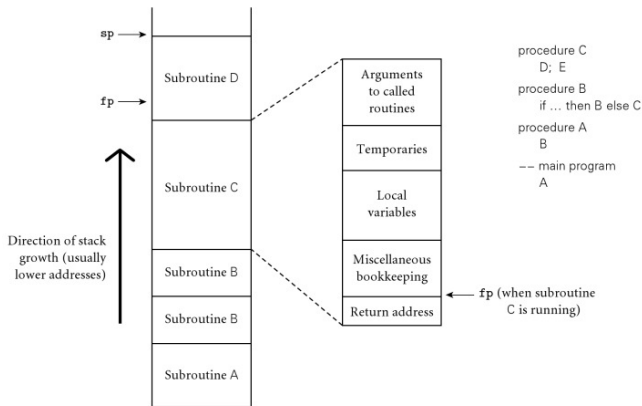 sp
Subroutine D
fp
Subroutine C
Direction of stack
growth (usually
lower addresses)
Subroutine B
Subroutine B
Subroutine A
Arguments
to called
routines
Temporaries
Local
variables
Miscellaneous
bookkeeping
Return address
fp (when subroutine
C is running)
procedure C
D; E
procedure B
if ... then B else C
procedure A
B
-- main program
A